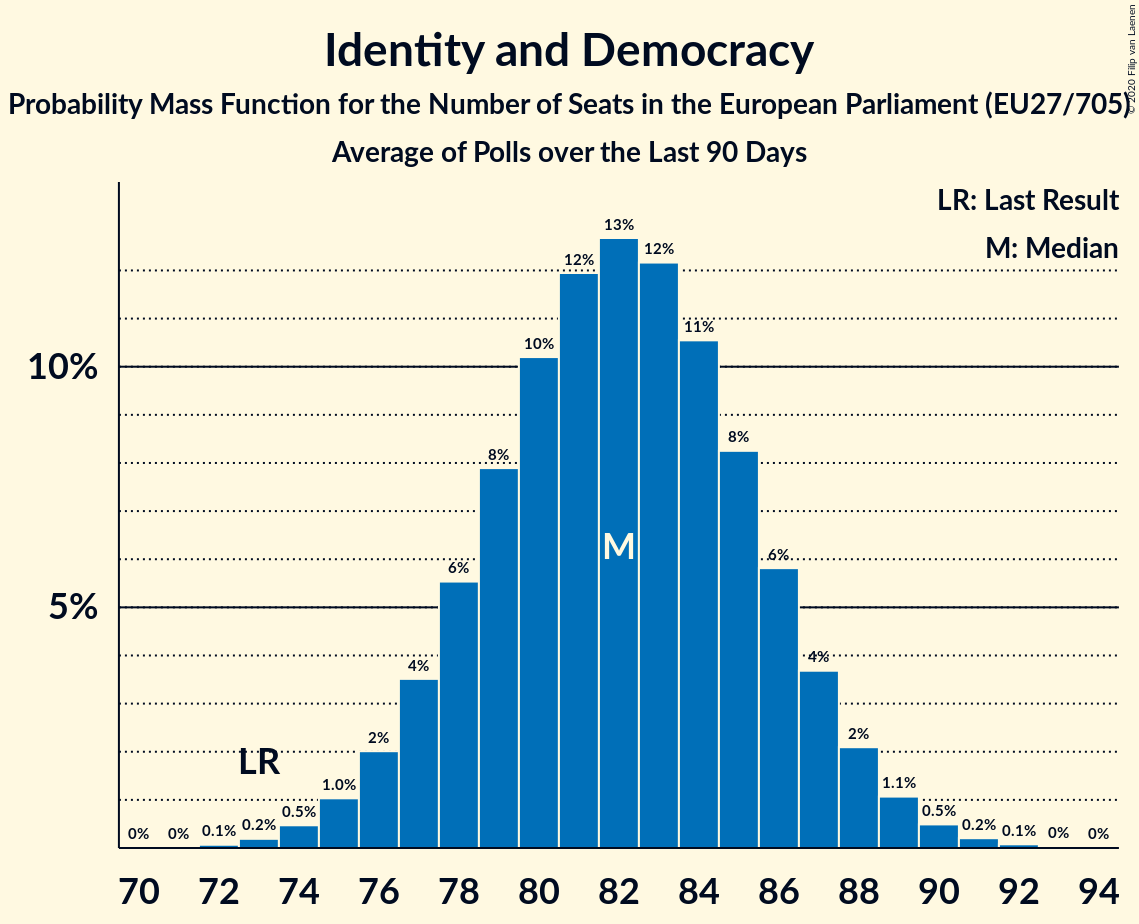 Identity and Democracy
Probability Mass Function for the Number of Seats in the European Parliament (EU27/705)
Average of Polls over the Last 90 Days
© 2020 Filip van Laenen
LR: Last Result
M: Median
13%
12% 12%
11%
10%
10%
8% 8%
M
6% 6%
5%
4% 4%
LR
2% 2%
1.0% 1.1%
0% 0% 0.1% 0.2% 0.5% 0.5% 0.2% 0.1% 0% 0%
70 72 74 76 78 80 82 84 86 88 90 92 94